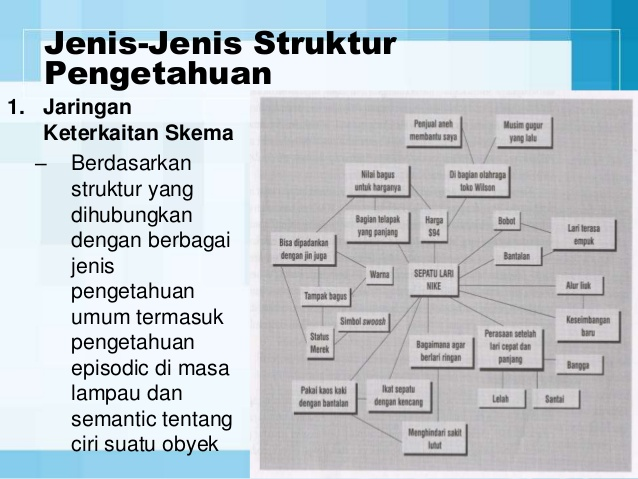 Jenis-Jenis Struktur
Pengetahuan
1. Jaringan
Keterkaitan Skema
– Berdasarkan
struktur yang
dihubungkan
dengan berbagai
jenis
pengetahuan
umum termasuk
pengetahuan
episodic di masa
lampau dan
semantic tentang
ciri suatu obyek
Penjual aneh
membantu saya
Musim gugur
yang lalu
Nilai bagus
untuk harganya
Di bagian olahraga
toko Wilson
Bagian telapak
yang panjang
Harga
$94
Bobot
Lari terasa
empuk
Bisa dipadankan
dengan jin juga
Bantalan
Warna
SEPATU LARI
NIKE
Alur liuk
Tampak bagus
Simbol swoosh
Keseimbangan
baru
Status
Merek
Bagaimana agar
berlari ringan
Perasaan setelah
lari cepat dan
panjang
Bangga
Pakai kaos kaki
dengan bantalan
Ikat sepatu
dengan kencang
Lelah
Santai
Menghindari sakit
lutut